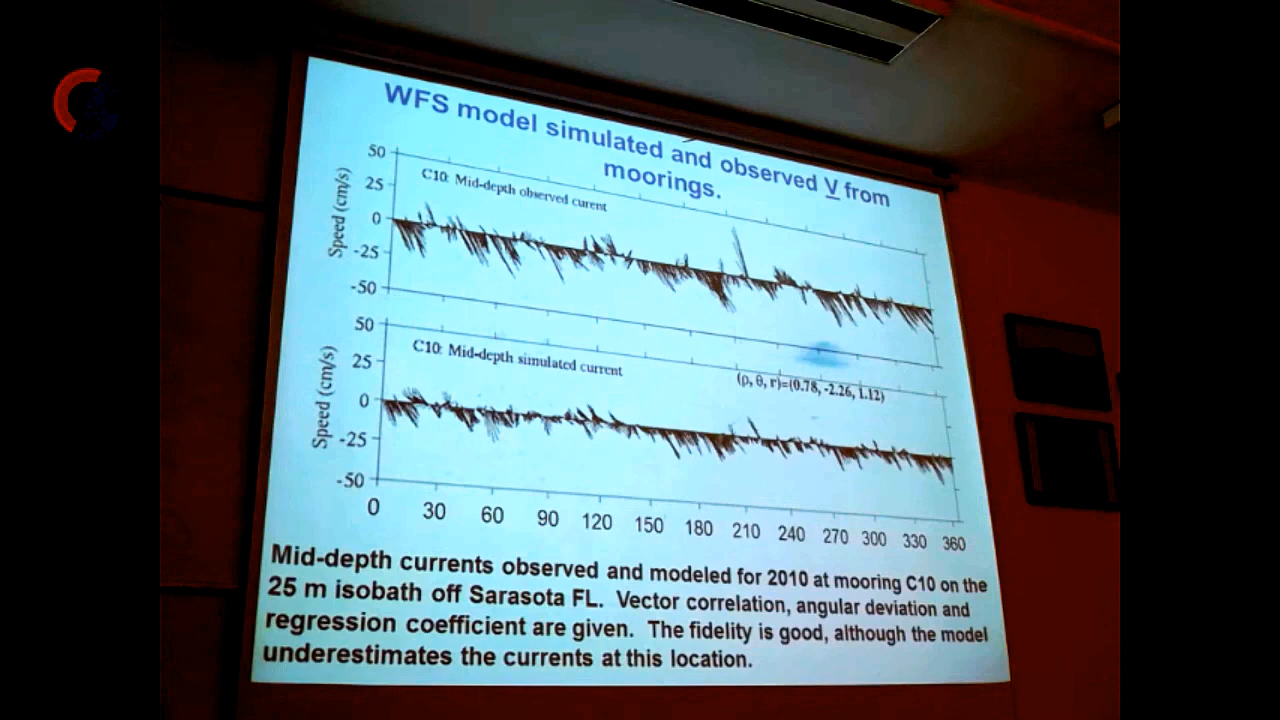 WFS model simulated and observed V from
moorings.
50
25
0
-25
-50
Speed (cm/s)
C10: Mid-depth observed curent
50
25
0
-25
-50
Speed (cm/s)
C10: Mid-depth simulated current
(ρ, θ, r)=(0.78, -2.26, 1.12)
0 30 60 90 120 150 180 210 240 270 300 330 360
Mid-depth currents observed and modeled for 2010 at mooring C10 on the
25 m isobath off Sarasota FL. Vector correlation, angular deviation and
regression coefficient are given. The fidelity is good, although the model
underestimates the currents at this location.